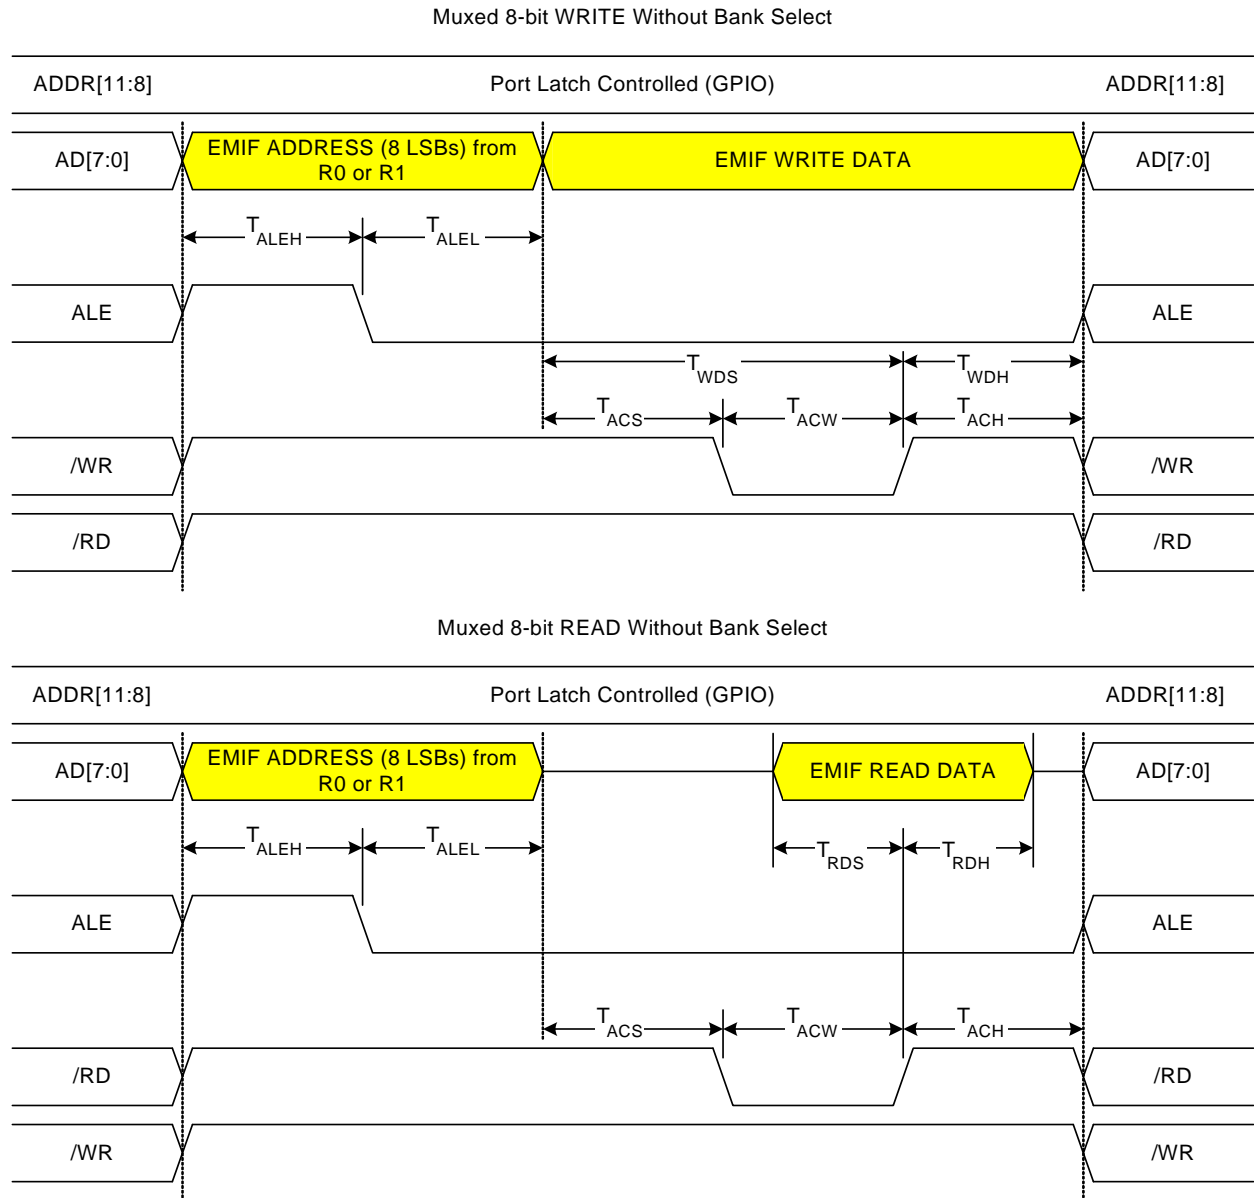 Muxed 8-bit WRITE Without Bank Select
ADDR[11:8] Port Latch Controlled (GPIO) ADDR[11:8]
AD[7:0] EMIF ADDRESS (8 LSBs) from EMIF WRITE DATA AD[7:0]
R0 or R1
TALEH TALEL
ALE ALE
TWDS TWDH
TACS TACW TACH
/WR /WR
/RD /RD
Muxed 8-bit READ Without Bank Select
ADDR[11:8] Port Latch Controlled (GPIO) ADDR[11:8]
AD[7:0] EMIF ADDRESS (8 LSBs) from EMIF READ DATA AD[7:0]
R0 or R1
TALEH TALEL TRDS TRDH
ALE ALE
TACS TACW TACH
/RD /RD
/WR /WR